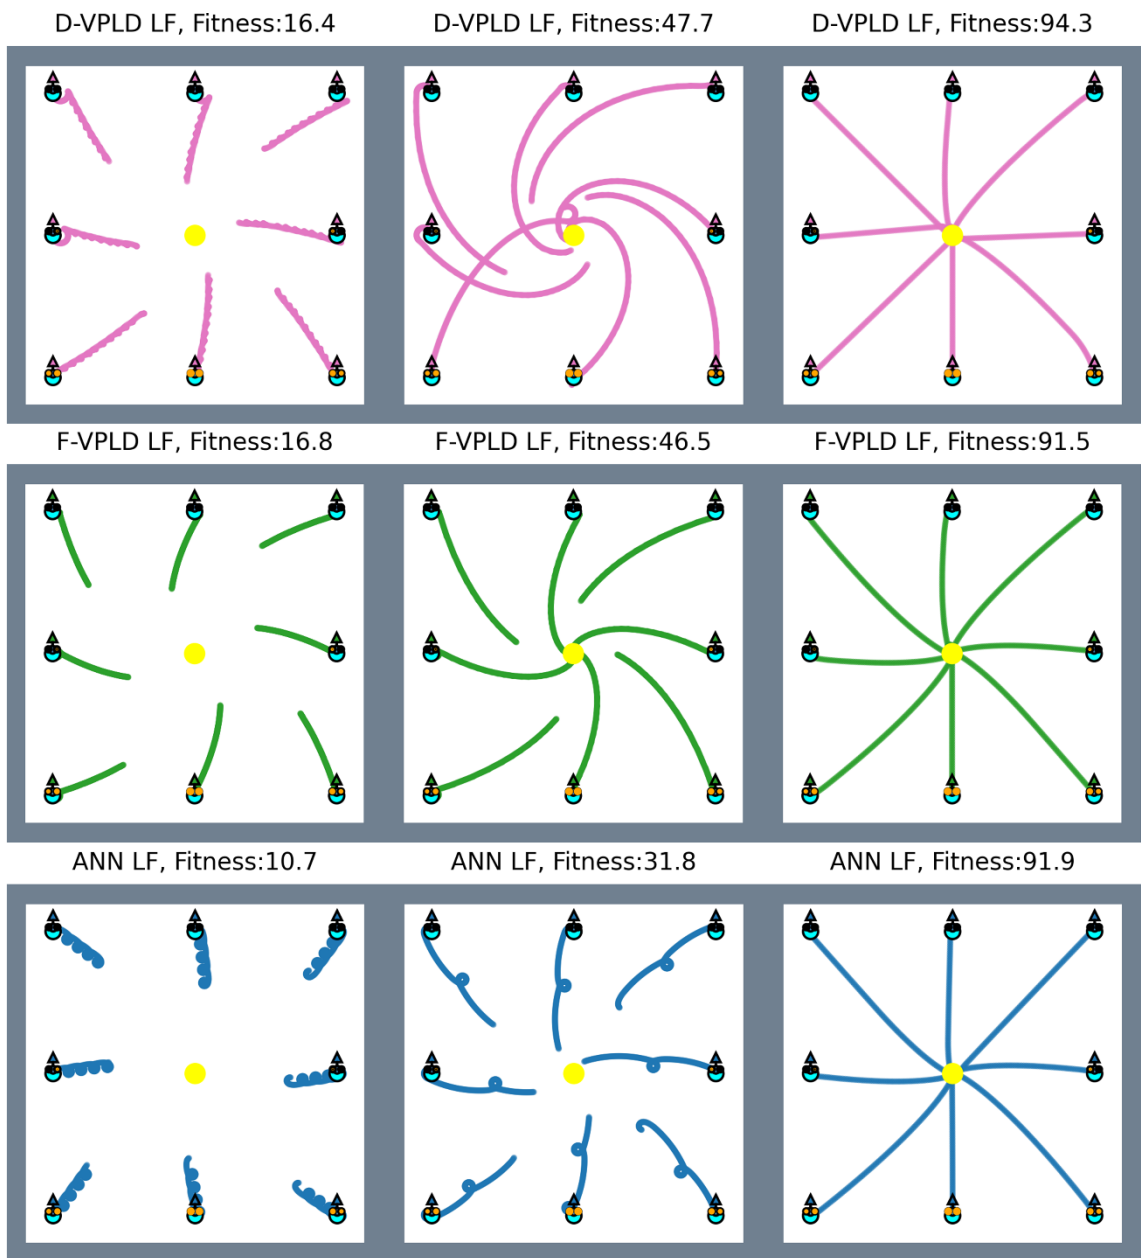 D-VPLD LF, Fitness:16.4
D-VPLD LF, Fitness:47.7
D-VPLD LF, Fitness:94.3
F-VPLD LF, Fitness:16.8
F-VPLD LF, Fitness:46.5
F-VPLD LF, Fitness:91.5
ANN LF, Fitness:10.7
ANN LF, Fitness:31.8
ANN LF, Fitness:91.9